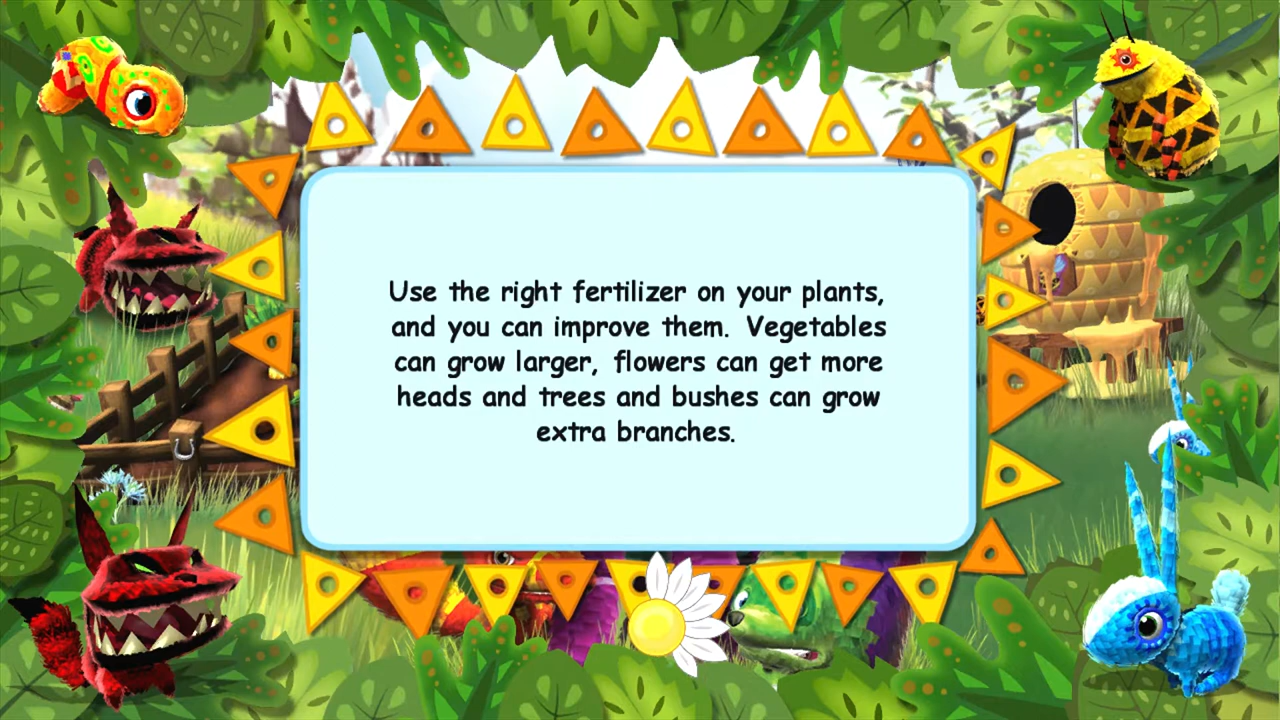 Use the right fertilizer on your plants,
and you can improve them. Vegetables
can grow larger, flowers can get more
heads and trees and bushes can grow
extra branches.